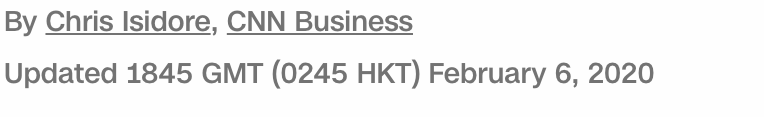 By Chris Isidore, CNN Business
Updated 1845 GMT (0245 HKT) February 6, 2020